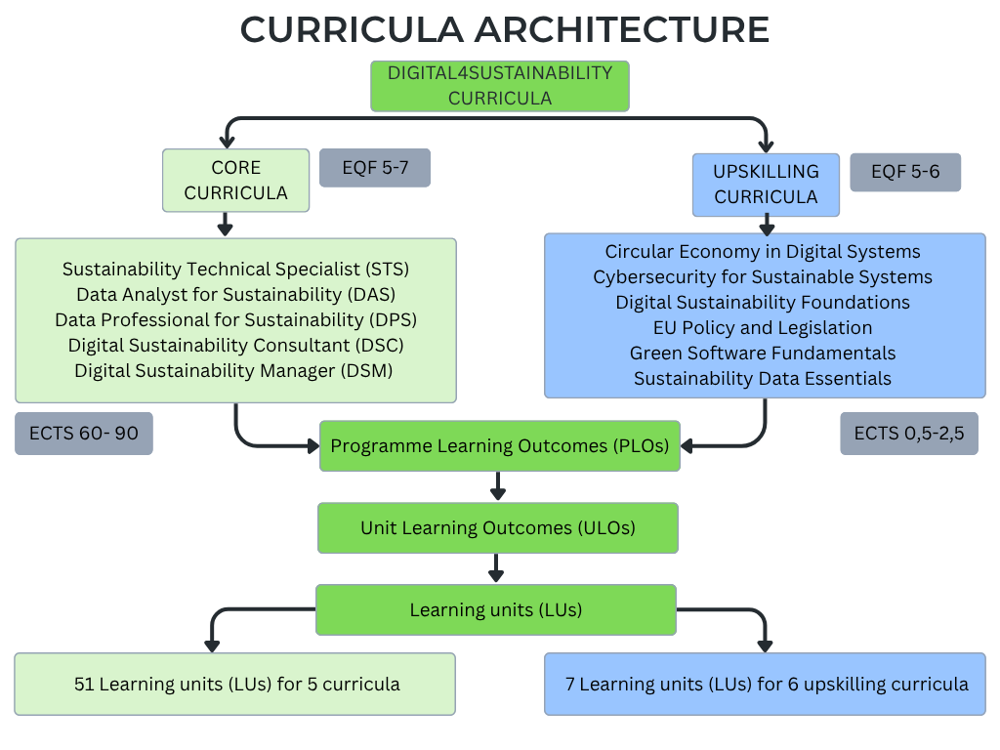 CURRICULA ARCHITECTURE
DIGITAL4SUSTAINABILITY
CURRICULA
CORE
CURRICULA
EQF 5-7
UPSKILLING
CURRICULA
EQF 5-6
Sustainability Technical Specialist (STS)
Data Analyst for Sustainability (DAS)
Data Professional for Sustainability (DPS)
Digital Sustainability Consultant (DSC)
Digital Sustainability Manager (DSM)
Circular Economy in Digital Systems
Cybersecurity for Sustainable Systems
Digital Sustainability Foundations
EU Policy and Legislation
Green Software Fundamentals
Sustainability Data Essentials
ECTS 60- 90
ECTS 0,5-2,5
Programme Learning Outcomes (PLOs)
Unit Learning Outcomes (ULOs)
Learning units (LUs)
51 Learning units (LUs) for 5 curricula
7 Learning units (LUs) for 6 upskilling curricula